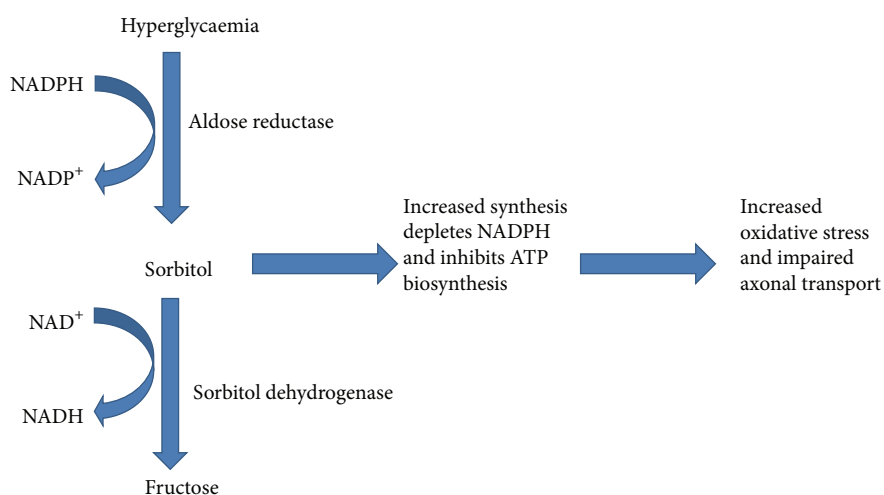 Hyperglycaemia
NADPH
Aldose reductase
NADP+
Sorbitol
Increased synthesis
depletes NADPH
and inhibits ATP
biosynthesis
Increased
oxidative stress
and impaired
axonal transport
NAD+
Sorbitol dehydrogenase
NADH
Fructose